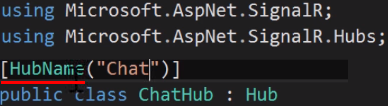 using Microsoft.AspNet.SignalR;
using Microsoft.AspNet.SignalR.Hubs;
[HubName("Chat")]
public class ChatHub : Hub